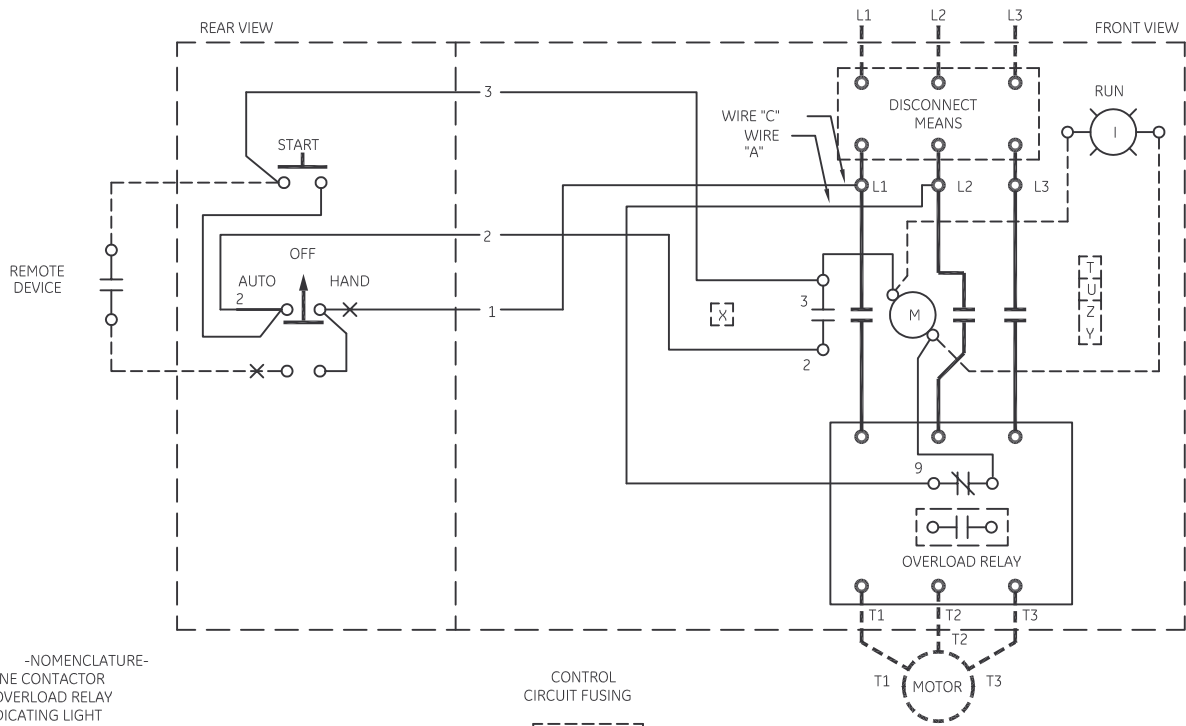 REAR VIEW
L1
L2
L3
FRONT VIEW
3
DISCONNECT
MEANS
RUN
I
WIRE "C"
WIRE
"A"
START
L1
L2
L3
2
OFF
REMOTE
DEVICE
AUTO
HAND
2
1
X
3
M
T
U
Z
Y
2
9
OVERLOAD RELAY
T1
T2
T3
T2
T1
MOTOR
T3
-NOMENCLATURE-
NE CONTACTOR
OVERLOAD RELAY
DICATING LIGHT
CONTROL
CIRCUIT FUSING